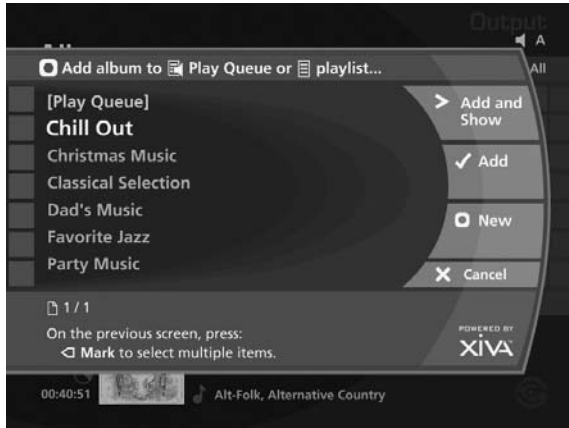 Output
A
Add album to Play Queue or playlist...
All
[Play Queue]
Chill Out
Christmas Music
Classical Selection
Dad's Music
Favorite Jazz
Party Music
Add and
Show
Add
New
Cancel
1 / 1
On the previous screen, press:
Mark to select multiple items.
POWERED BY
XiVA
00:40:51
Alt-Folk, Alternative Country